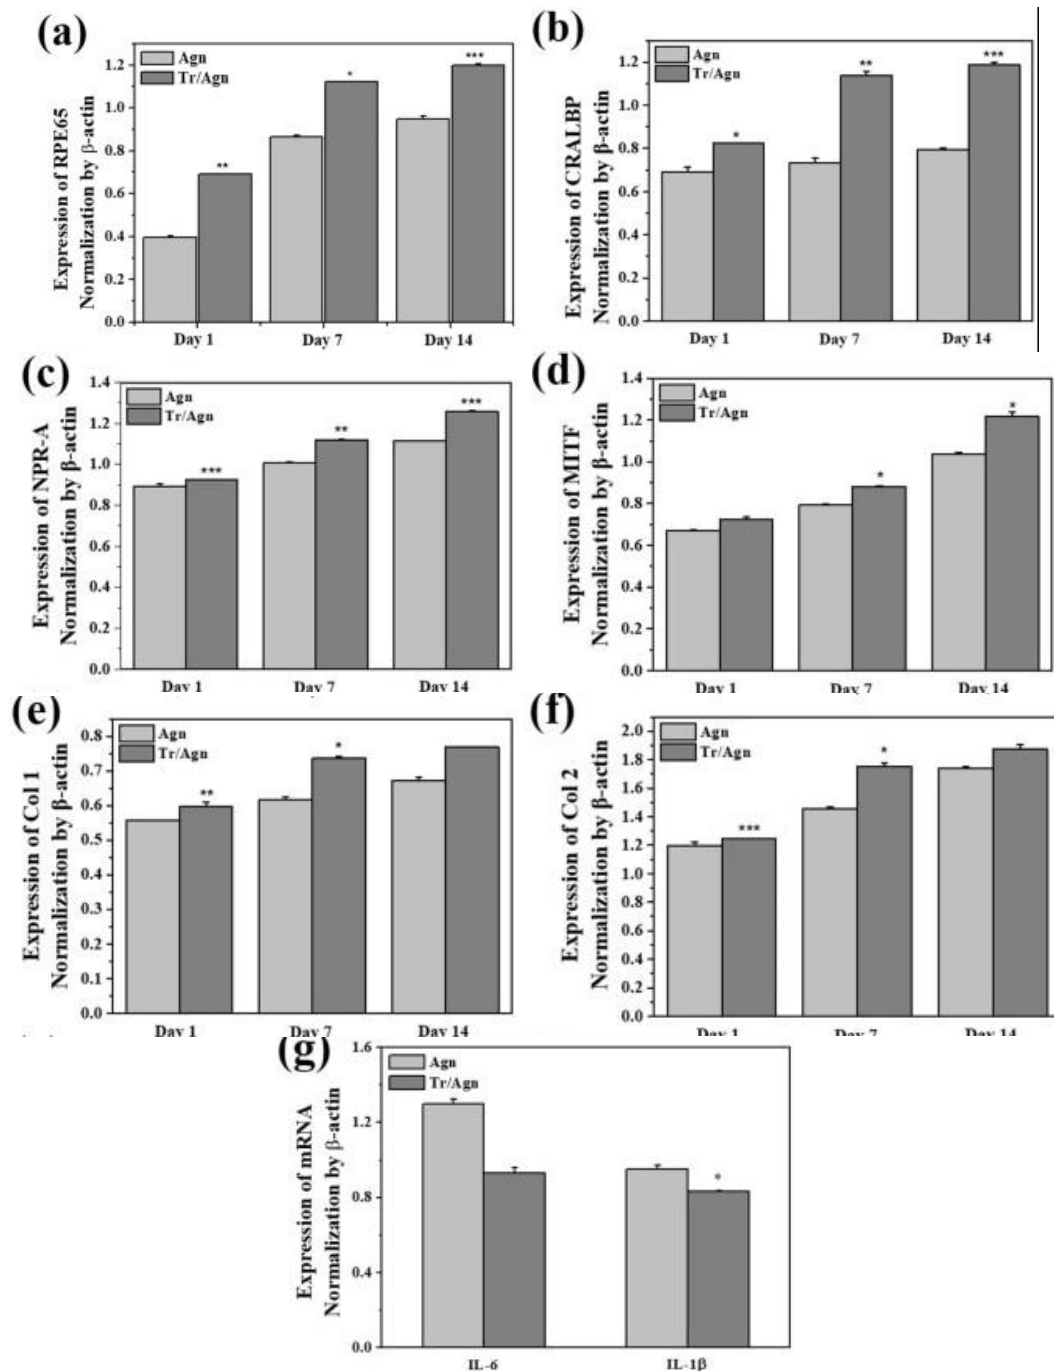 (a)
Agn
Tr/Agn
Expression of RPE65
Normalization by β-actin
1.2
1.0
0.8
0.6
0.4
0.2
0.0
**
*
***
Day 1
Day 7
Day 14
(b)
Agn
Tr/Agn
Expression of CRALBP
Normalization by β-actin
1.2
1.0
0.8
0.6
0.4
0.2
0.0
*
**
***
Day 1
Day 7
Day 14
(c)
Agn
Tr/Agn
Expression of NPR-A
Normalization by β-actin
1.4
1.2
1.0
0.8
0.6
0.4
0.2
0.0
***
**
***
Day 1
Day 7
Day 14
(d)
Agn
Tr/Agn
Expression of MITF
Normalization by β-actin
1.4
1.2
1.0
0.8
0.6
0.4
0.2
0.0
*
*
Day 1
Day 7
Day 14
(e)
Agn
Tr/Agn
Expression of Col 1
Normalization by β-actin
0.8
0.7
0.6
0.5
0.4
0.3
0.2
0.1
0.0
**
*
Day 1
Day 7
Day 14
(f)
Agn
Tr/Agn
Expression of Col 2
Normalization by β-actin
2.0
1.8
1.6
1.4
1.2
1.0
0.8
0.6
0.4
0.2
0.0
***
*
Day 1
Day 7
Day 14
(g)
Agn
Tr/Agn
Expression of mRNA
Normalization by β-actin
1.6
1.2
0.8
0.4
0.0
*
IL-6
IL-1β